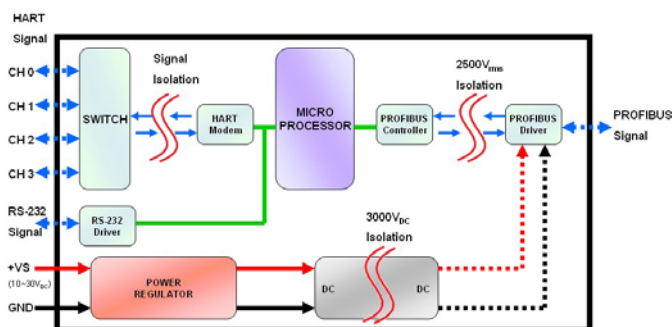 HART
Signal
CH 0
CH 1
CH 2
CH 3
RS-232
Signal
+VS
(10~30VDC)
GND
SWITCH
Signal
Isolation
HART
Modem
RS-232
Driver
MICRO
PROCESSOR
PROFIBUS
Controller
2500Vrms
Isolation
PROFIBUS
Driver
PROFIBUS
Signal
POWER
REGULATOR
3000VDC
Isolation
DC
DC